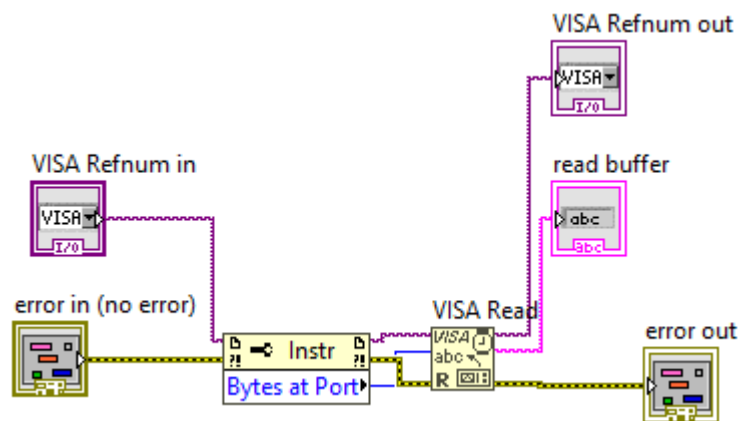 VISA Refnum out
VISA
I/O
VISA Refnum in
VISA
I/O
read buffer
abc
abc
error in (no error)
VISA Read
VISA
abc
R
?!
Instr
?!
Bytes at Port
error out